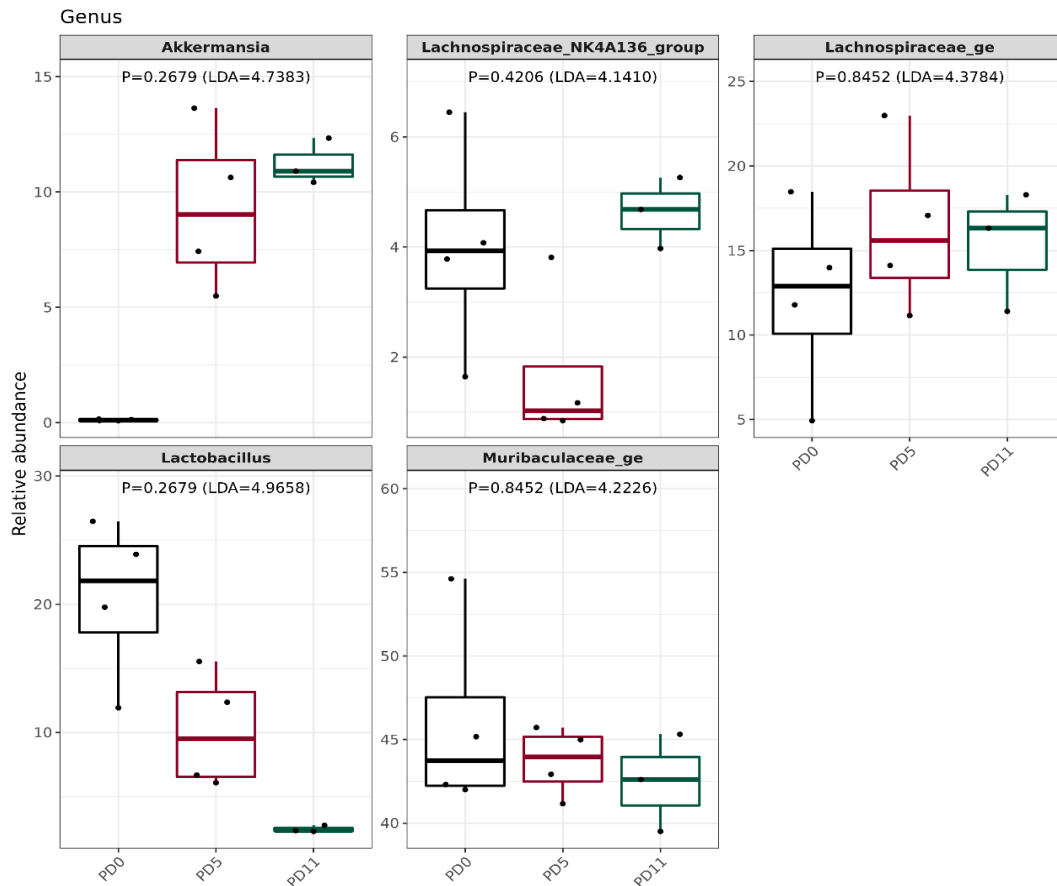 Genus
Akkermansia
P=0.2679 (LDA=4.7383)
15
10
5
0
Lachnospiraceae_NK4A136_group
P=0.4206 (LDA=4.1410)
6
4
2
Lachnospiraceae_ge
P=0.8452 (LDA=4.3784)
25
20
15
10
5
PD0
PD5
PD11
Relative abundance
Lactobacillus
P=0.2679 (LDA=4.9658)
30
20
10
PD0
PD5
PD11
Muribaculaceae_ge
P=0.8452 (LDA=4.2226)
60
55
50
45
40
PD0
PD5
PD11